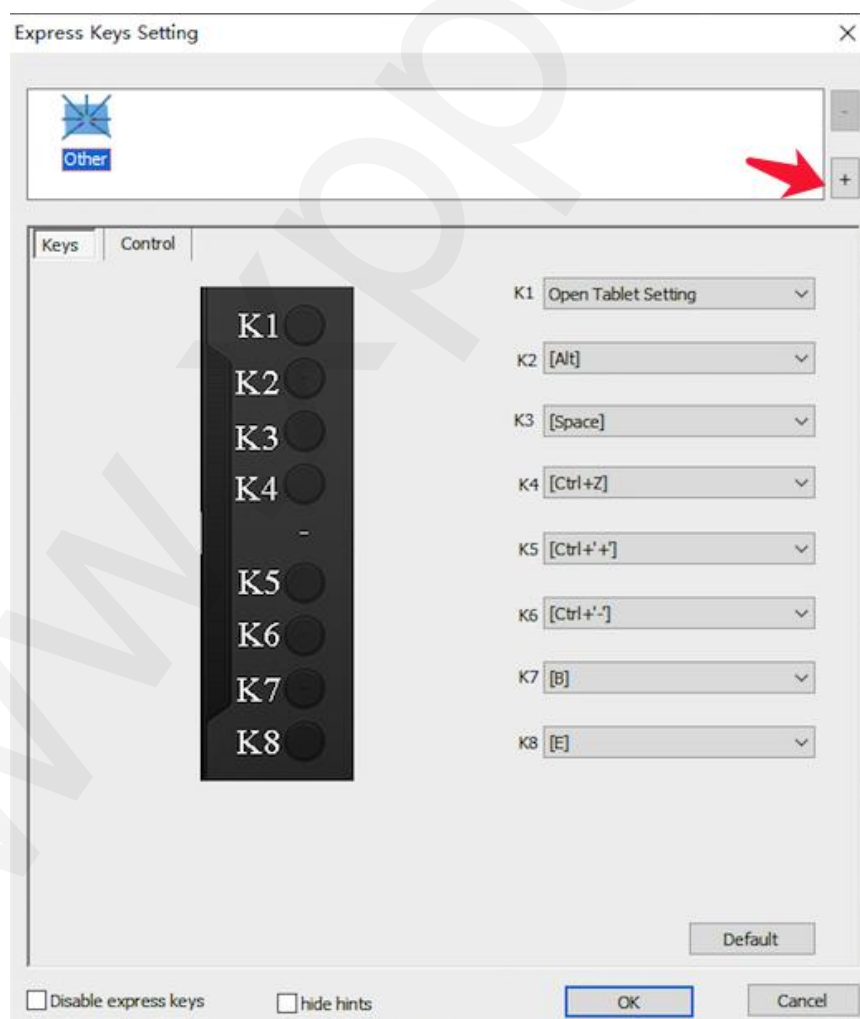 Express Keys Setting
-
Other
+
Keys Control
K1 K1 Open Tablet Setting
K2 K2 [Alt]
K3 K3 [Space]
K4 K4 [Ctrl+Z]
-
K5 K5 [Ctrl+'+']
K6 K6 [Ctrl+'-']
K7 K7 [B]
K8 K8 [E]
Default
Disable express keys hide hints OK Cancel